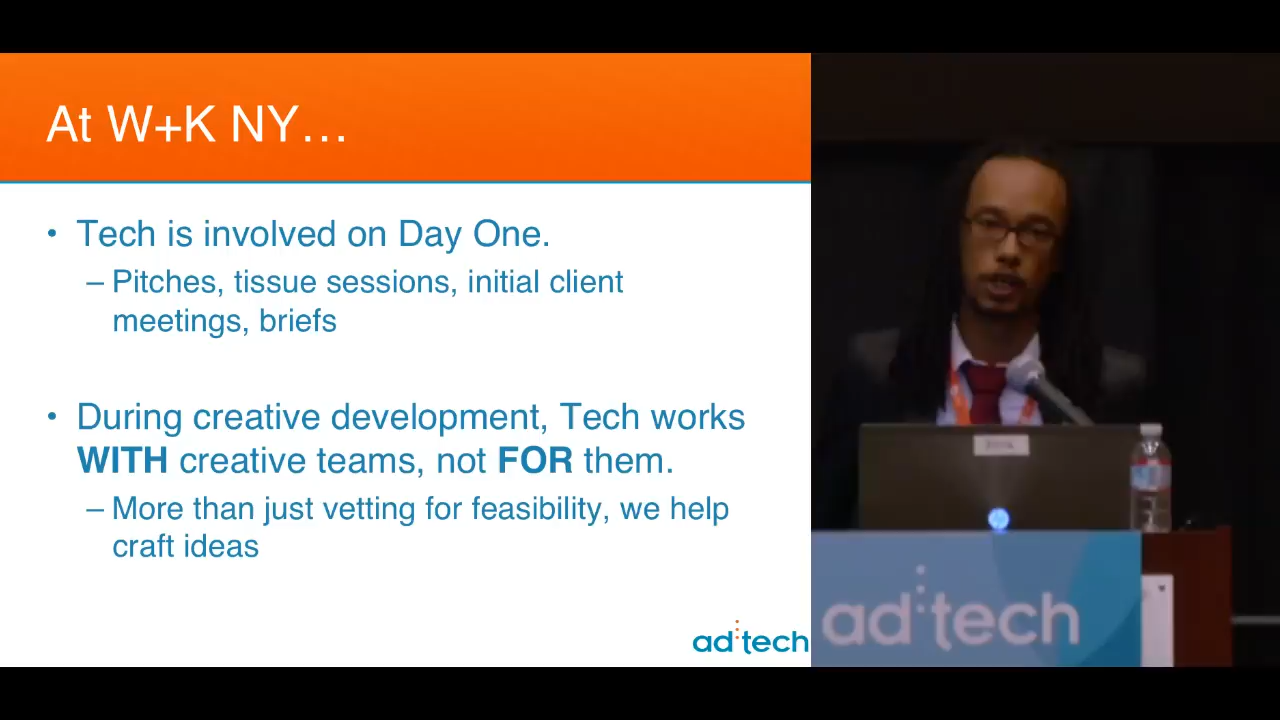 At W+K NY…
• Tech is involved on Day One.
– Pitches, tissue sessions, initial client
meetings, briefs
• During creative development, Tech works
WITH creative teams, not FOR them.
– More than just vetting for feasibility, we help
craft ideas
ad:tech
hp
ad:tech